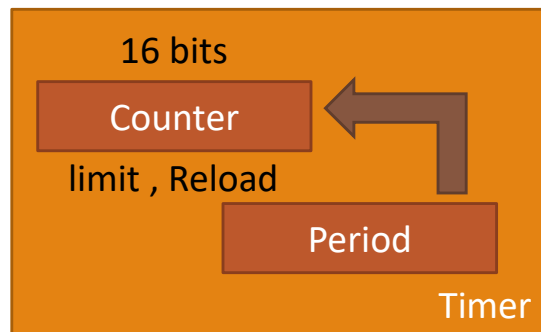 16 bits
Counter
limit , Reload
Period
Timer